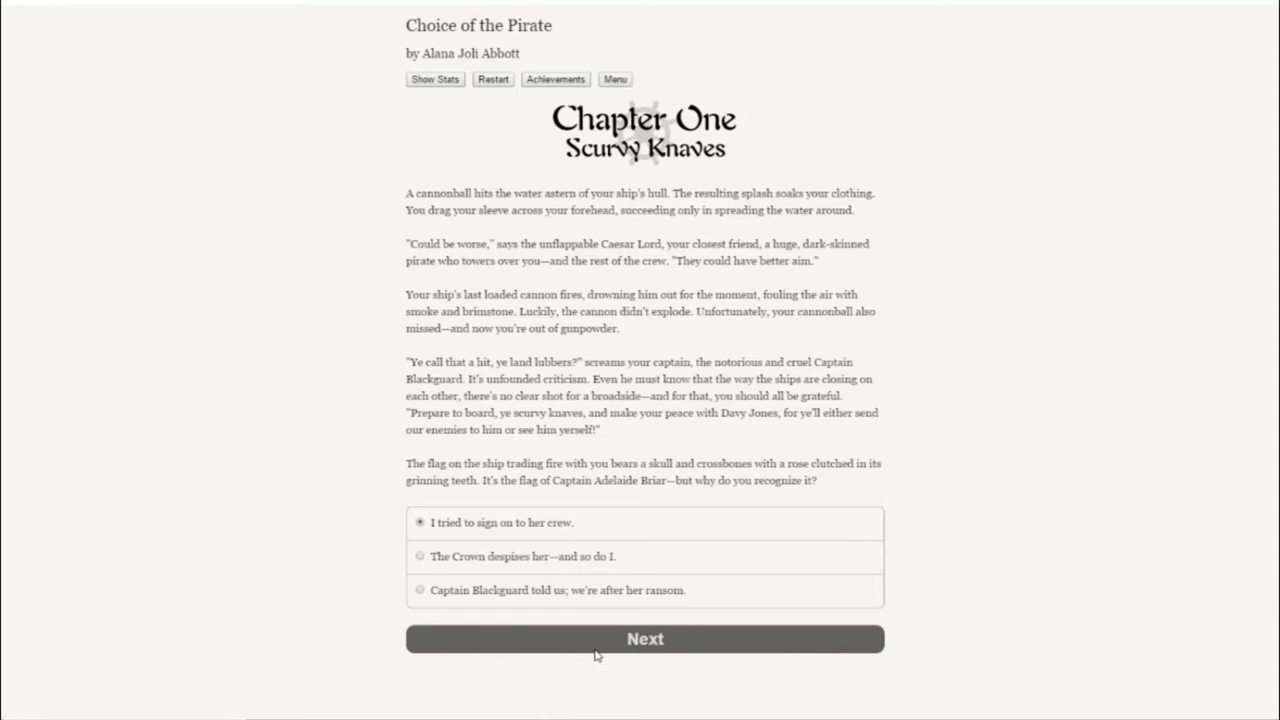 Choice of the Pirate
by Alana Joli Abbott
Show Stats Restart Achievements Menu
Chapter One
Scurvy Knaves
A cannonball hits the water astern of your ship's hull. The resulting splash soaks your clothing.
You drag your sleeve across your forehead, succeeding only in spreading the water around.
"Could be worse," says the unflappable Caesar Lord, your closest friend, a huge, dark-skinned
pirate who towers over you—and the rest of the crew. "They could have better aim."
Your ship's last loaded cannon fires, drowning him out for the moment, fouling the air with
smoke and brimstone. Luckily, the cannon didn't explode. Unfortunately, your cannonball also
missed—and now you're out of gunpowder.
"Ye call that a hit, ye land lubbers?" screams your captain, the notorious and cruel Captain
Blackguard. It's unfounded criticism. Even he must know that the way the ships are closing on
each other, there's no clear shot for a broadside—and for that, you should all be grateful.
"Prepare to board, ye scurvy knaves, and make your peace with Davy Jones, for ye'll either send
our enemies to him or see him yerself!"
The flag on the ship trading fire with you bears a skull and crossbones with a rose clutched in its
grinning teeth. It's the flag of Captain Adelaide Briar—but why do you recognize it?
I tried to sign on to her crew.
The Crown despises her—and so do I.
Captain Blackguard told us; we're after her ransom.
Next